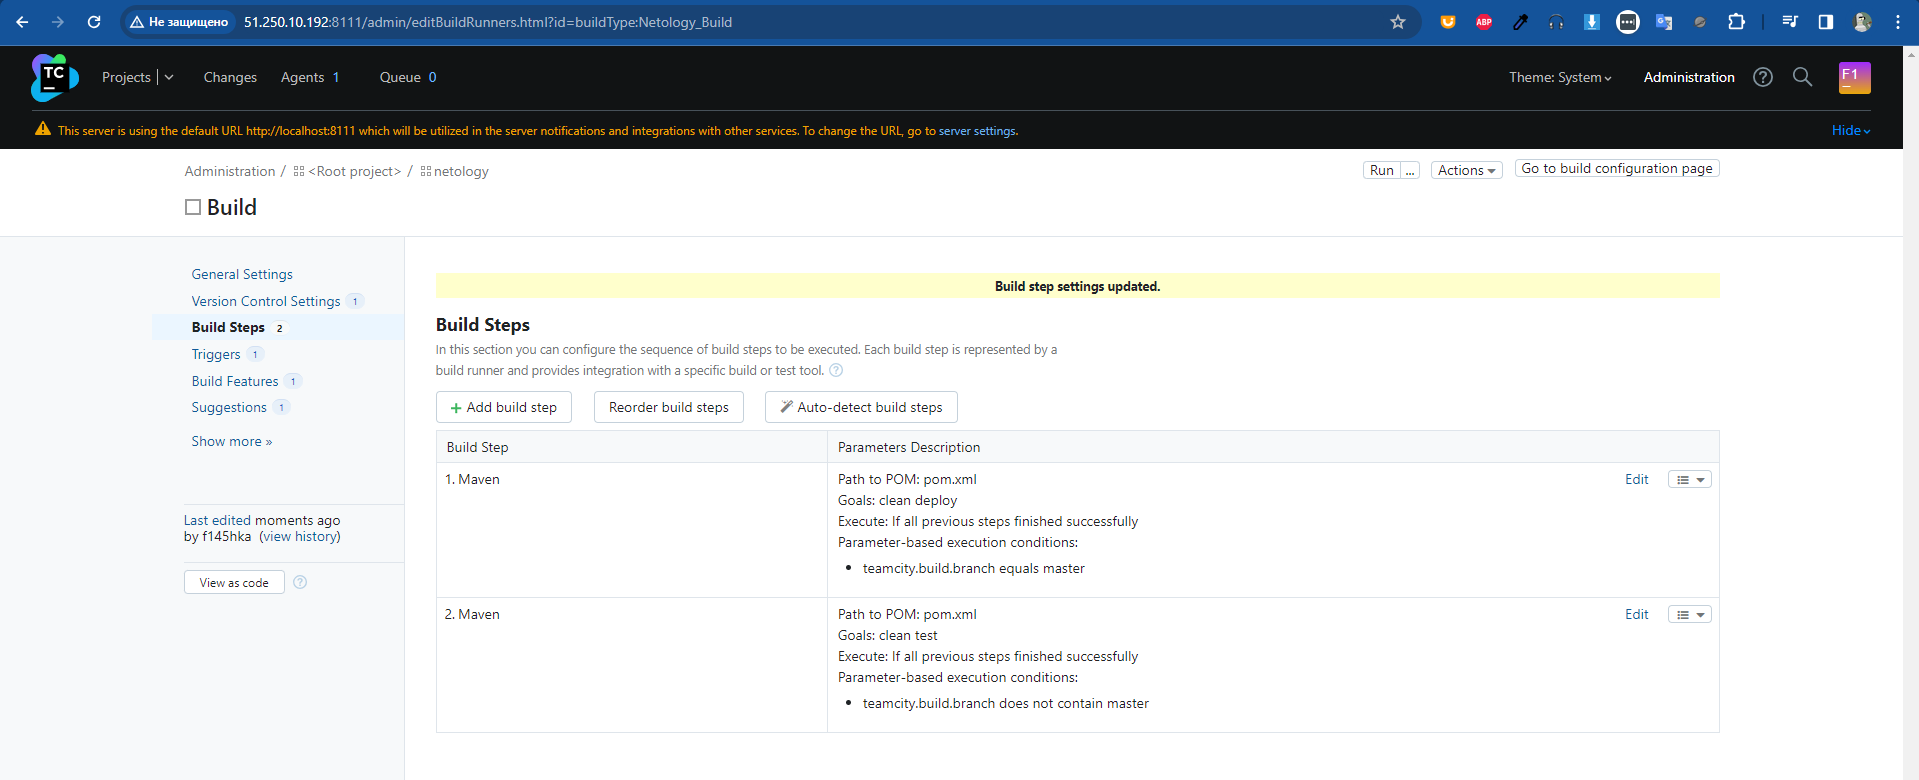 Не защищено 51.250.10.192:8111/admin/editBuildRunners.html?id=buildType:Netology_Build
ABP
TC
Projects Changes Agents 1 Queue 0 Theme: System Administration ? F1
This server is using the default URL http://localhost:8111 which will be utilized in the server notifications and integrations with other services. To change the URL, go to server settings. Hide
Administration / <Root project> / netology Run ... Actions Go to build configuration page
Build
General Settings
Version Control Settings 1
Build Steps 2
Triggers 1
Build Features 1
Suggestions 1
Show more »
Last edited moments ago
by f145hka (view history)
View as code ?
Build step settings updated.
Build Steps
In this section you can configure the sequence of build steps to be executed. Each build step is represented by a
build runner and provides integration with a specific build or test tool. ?
+ Add build step Reorder build steps Auto-detect build steps
Build Step Parameters Description
1. Maven Path to POM: pom.xml Edit
Goals: clean deploy
Execute: If all previous steps finished successfully
Parameter-based execution conditions:
• teamcity.build.branch equals master
2. Maven Path to POM: pom.xml Edit
Goals: clean test
Execute: If all previous steps finished successfully
Parameter-based execution conditions:
• teamcity.build.branch does not contain master